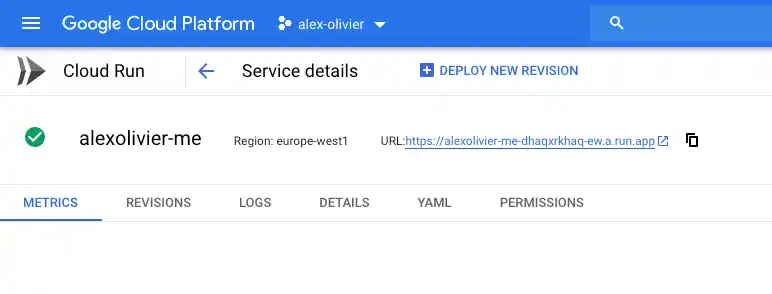 Google Cloud Platform alex-olivier
Cloud Run Service details DEPLOY NEW REVISION
alexolivier-me Region: europe-west1 URL:https://alexolivier-me-dhaqxrkhaq-ew.a.run.app
METRICS REVISIONS LOGS DETAILS YAML PERMISSIONS